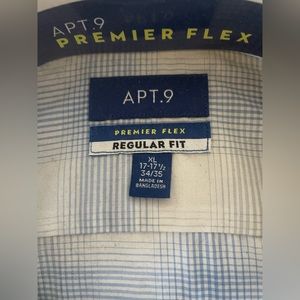 APT.9
PREMIER FLEX
APT.9
PREMIER FLEX
REGULAR FIT
XL
17-17½
34/35
MADE IN
BANGLADESH